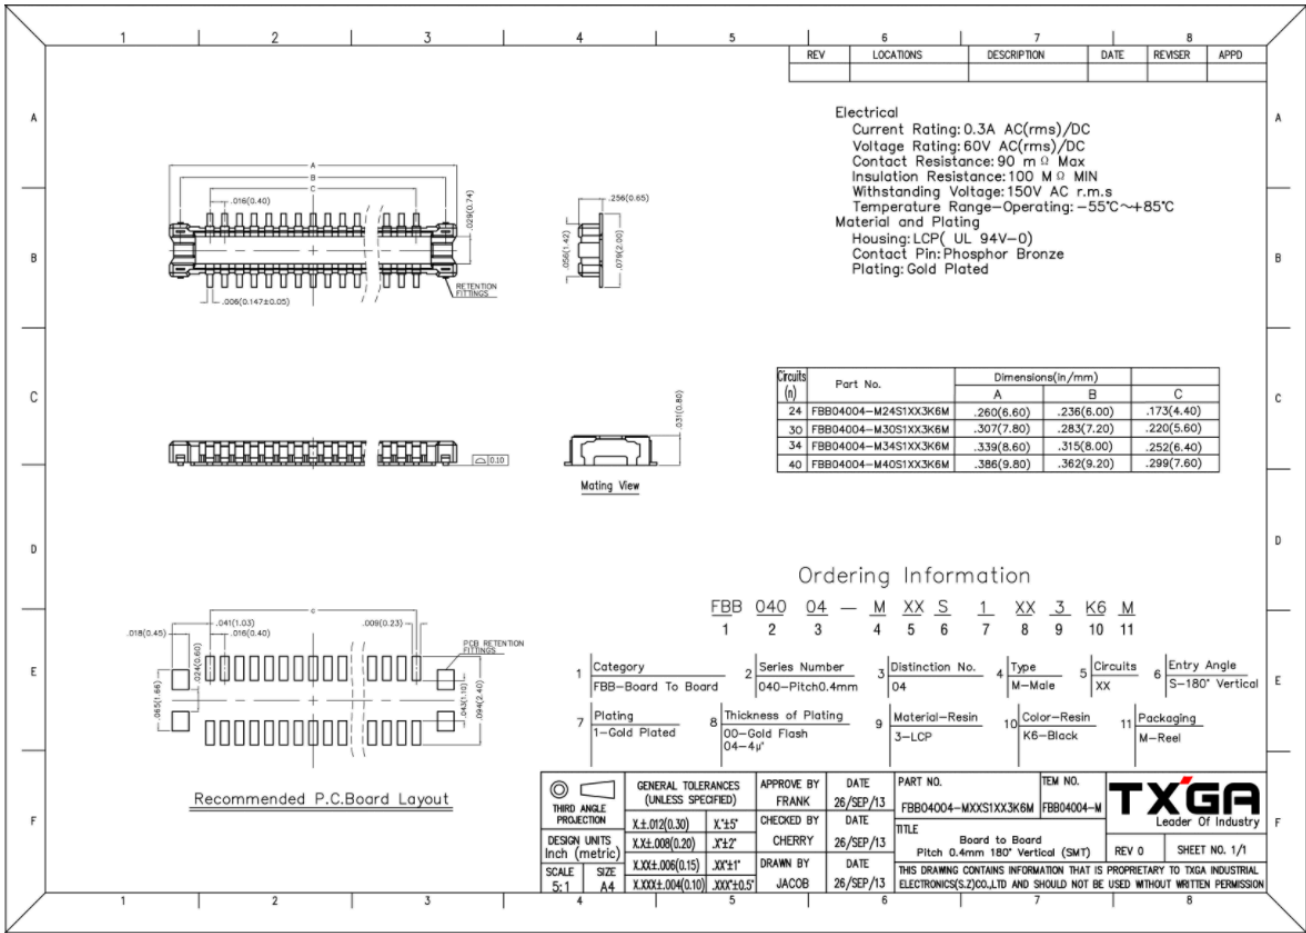 1 2 3 4 5 6 7 8
REV LOCATIONS DESCRIPTION DATE REVISER APPD
A A
Electrical
Current Rating: 0.3A AC(rms)/DC
Voltage Rating: 60V AC(rms)/DC
Contact Resistance: 90 m Ω Max
Insulation Resistance: 100 M Ω MIN
Withstanding Voltage: 150V AC r.m.s
Temperature Range-Operating: -55℃~+85℃
Material and Plating
Housing: LCP( UL 94V-0)
Contact Pin: Phosphor Bronze
Plating: Gold Plated
A
B
C
.016(0.40)
.029(0.74)
.006(0.147±0.05)
RETENTION
FITTINGS
.256(0.65)
.056(1.42)
.079(2.00)
B B
C C
0.10
.031(0.80)
Mating View
Circuits
(n) Part No. Dimensions(in/mm)
A B C
24 FBB04004-M24S1XX3K6M .260(6.60) .236(6.00) .173(4.40)
30 FBB04004-M30S1XX3K6M .307(7.80) .283(7.20) .220(5.60)
34 FBB04004-M34S1XX3K6M .339(8.60) .315(8.00) .252(6.40)
40 FBB04004-M40S1XX3K6M .386(9.80) .362(9.20) .299(7.60)
D D
Ordering Information
FBB 040 04 — M XX S 1 XX 3 K6 M
1 2 3 4 5 6 7 8 9 10 11
1 Category
FBB-Board To Board
2 Series Number
040-Pitch0.4mm
3 Distinction No.
04
4 Type
M-Male
5 Circuits
XX
6 Entry Angle
S-180° Vertical
7 Plating
1-Gold Plated
8 Thickness of Plating
00-Gold Flash
04-4μ"
9 Material-Resin
3-LCP
10 Color-Resin
K6-Black
11 Packaging
M-Reel
E E
.018(0.45)
.041(1.03)
.016(0.40)
.009(0.23)
.024(0.60)
.065(1.66)
.043(1.10)
.094(2.40)
PCB RETENTION
FITTINGS
Recommended P.C.Board Layout
F F
THIRD ANGLE
PROJECTION
DESIGN UNITS
Inch (metric)
SCALE
5:1
SIZE
A4
GENERAL TOLERANCES
(UNLESS SPECIFIED)
X.±.012(0.30) X.°±5°
X.X±.008(0.20) .X°±2°
X.XX±.006(0.15) .XX°±1°
X.XXX±.004(0.10) .XXX°±0.5°
APPROVE BY
FRANK
DATE
26/SEP/13
CHECKED BY
CHERRY
DATE
26/SEP/13
DRAWN BY
JACOB
DATE
26/SEP/13
PART NO.
FBB04004-MXXS1XX3K6M
TEM NO.
FBB04004-M
TXGA
Leader Of Industry
TITLE
Board to Board
Pitch 0.4mm 180° Vertical (SMT)
REV 0
SHEET NO. 1/1
THIS DRAWING CONTAINS INFORMATION THAT IS PROPRIETARY TO TXGA INDUSTRIAL
ELECTRONICS(S.Z)CO.,LTD AND SHOULD NOT BE USED WITHOUT WRITTEN PERMISSION
1 2 3 4 5 6 7 8